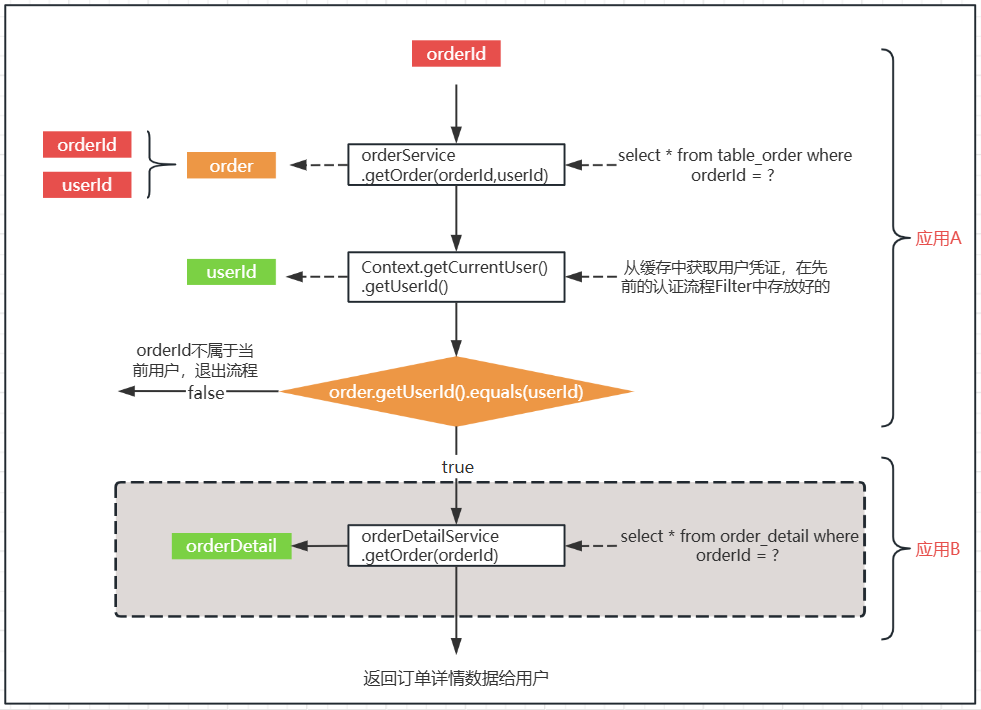 orderId
orderId
userId
order
orderService
.getOrder(orderId,userId)
select * from table_order where
orderId = ?
应用A
userId
Context.getCurrentUser()
.getUserId()
从缓存中获取用户凭证，在先
前的认证流程Filter中存放好的
orderId不属于当
前用户，退出流程
false
order.getUserId().equals(userId)
true
orderDetail
orderDetailService
.getOrder(orderId)
select * from order_detail where
orderId = ?
应用B
返回订单详情数据给用户